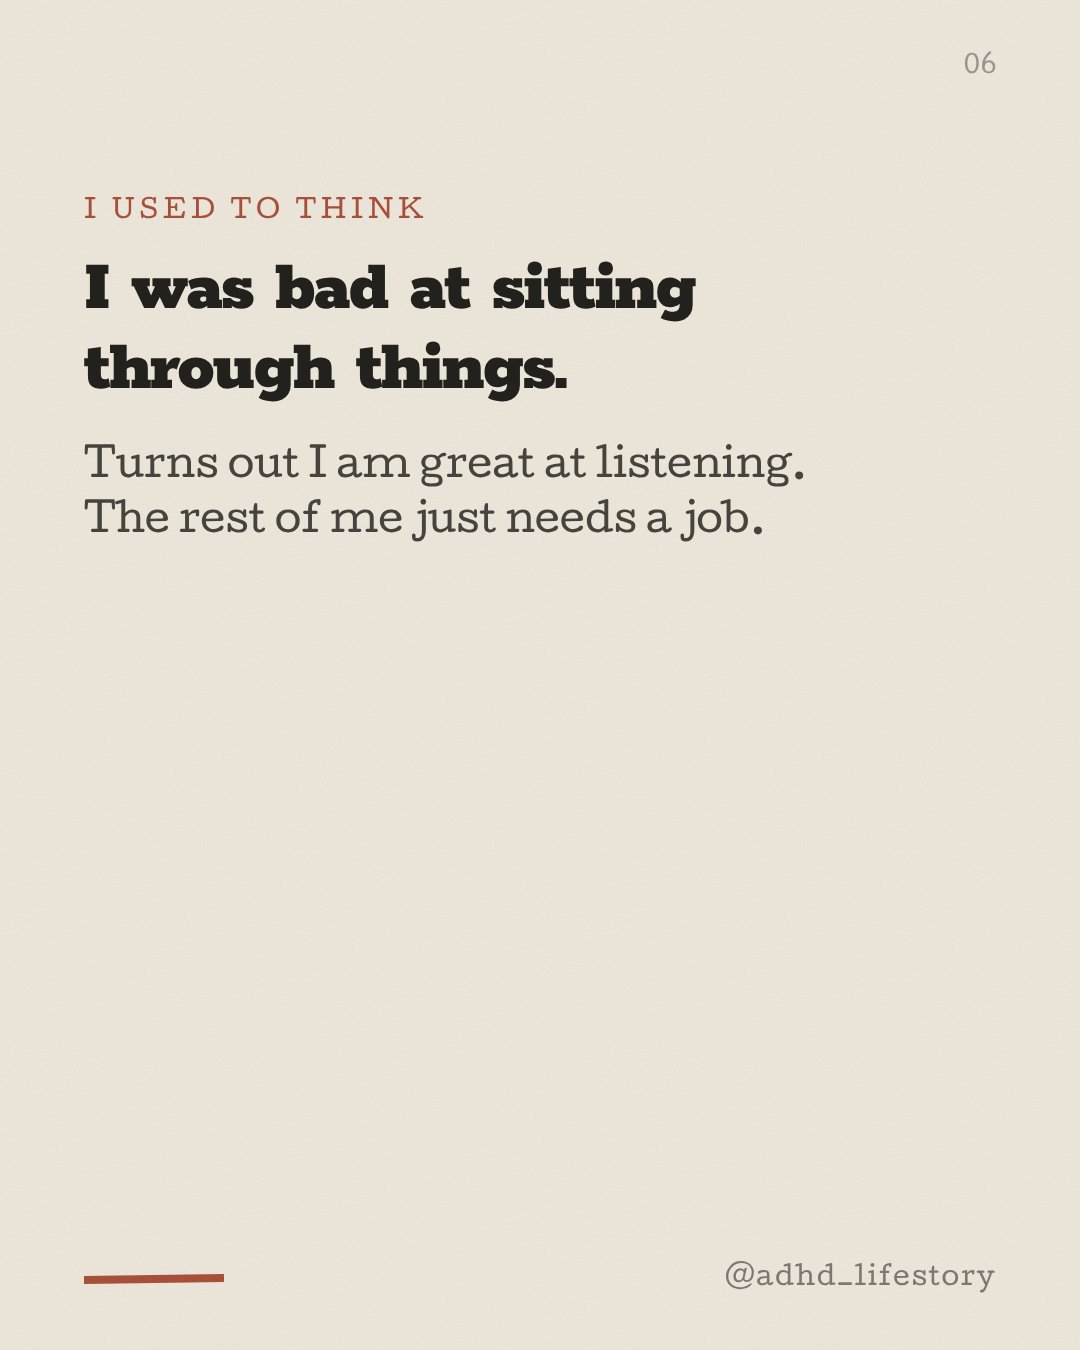 06
I USED TO THINK
I was bad at sitting
through things.
Turns out I am great at listening.
The rest of me just needs a job.
@adhd_lifestory